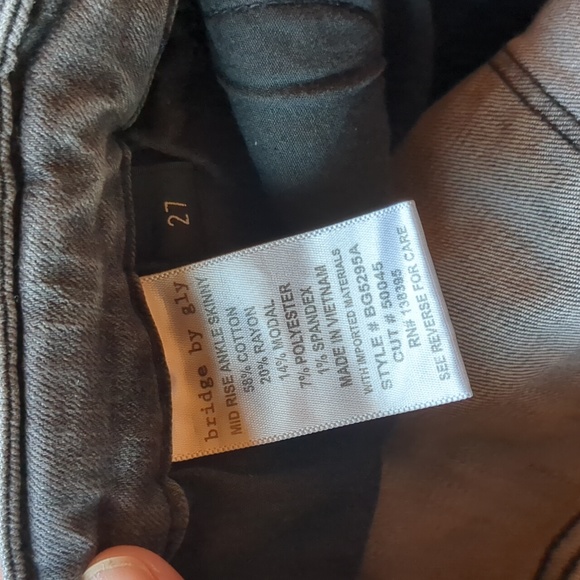 27
bridge by gly
MID RISE ANKLE SKINNY
58% COTTON
20% RAYON
14% MODAL
7% POLYESTER
1% SPANDEX
MADE IN VIETNAM
WITH IMPORTED MATERIALS
STYLE # BG5295A
CUT # 50045
RN# 138395
SEE REVERSE FOR CARE